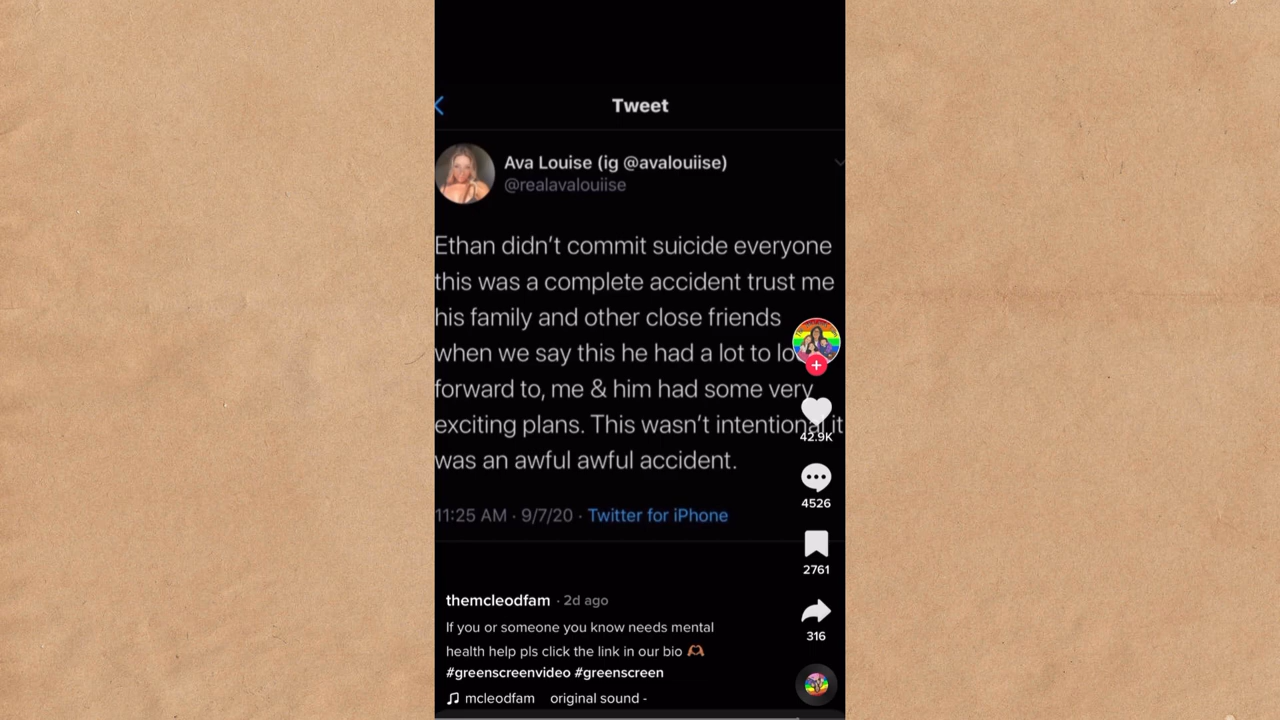 Tweet
Ava Louise (ig @avalouiise)
@realavalouiise
Ethan didn't commit suicide everyone
this was a complete accident trust me
his family and other close friends
when we say this he had a lot to lo
forward to, me & him had some very
exciting plans. This wasn't intentional it
was an awful awful accident.
11:25 AM · 9/7/20 · Twitter for iPhone
42.9K
4526
2761
316
themcleodfam · 2d ago
If you or someone you know needs mental
health help pls click the link in our bio 🫶🏾
#greenscreenvideo #greenscreen
mcleodfam original sound -